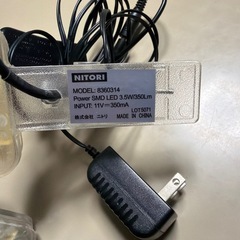 NITORI
MODEL: 8360314
Power SMD LED 3.5W/350Lm
INPUT: 11V⎓350mA
LOT5071
株式会社 ニトリ MADE IN CHINA